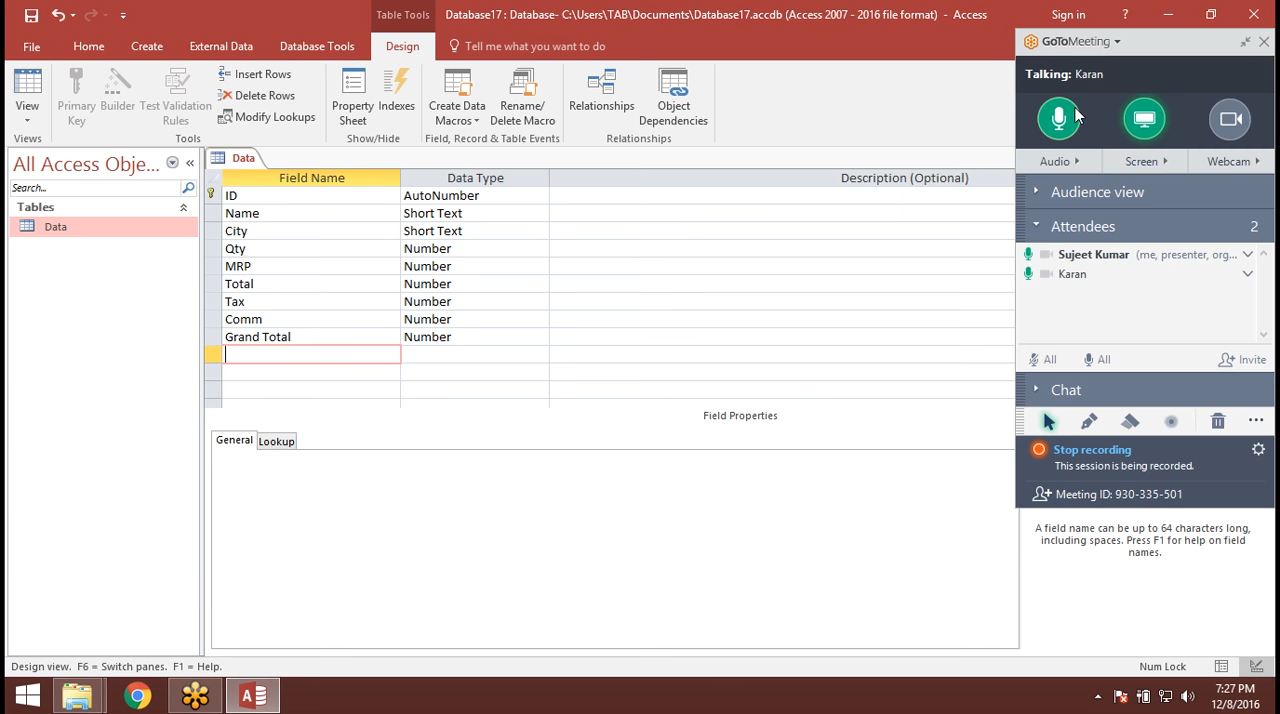 Table Tools
Database17 : Database- C:\Users\TAB\Documents\Database17.accdb (Access 2007 - 2016 file format) - Access
Sign in
?
File
Home
Create
External Data
Database Tools
Design
Tell me what you want to do
View
Primary Key
Builder
Test Validation Rules
Insert Rows
Delete Rows
Modify Lookups
Property Sheet
Indexes
Create Data Macros
Rename/ Delete Macro
Relationships
Object Dependencies
Views
Tools
Show/Hide
Field, Record & Table Events
Relationships
All Access Obje...
Search...
Tables
Data
Data
Field Name
Data Type
Description (Optional)
ID
AutoNumber
Name
Short Text
City
Short Text
Qty
Number
MRP
Number
Total
Number
Tax
Number
Comm
Number
Grand Total
Number
Field Properties
General
Lookup
GoToMeeting
Talking: Karan
Audio
Screen
Webcam
Audience view
Attendees
2
Sujeet Kumar (me, presenter, org...
Karan
All
All
Invite
Chat
Stop recording
This session is being recorded.
Meeting ID: 930-335-501
A field name can be up to 64 characters long,
including spaces. Press F1 for help on field
names.
Design view. F6 = Switch panes. F1 = Help.
Num Lock
7:27 PM
12/8/2016